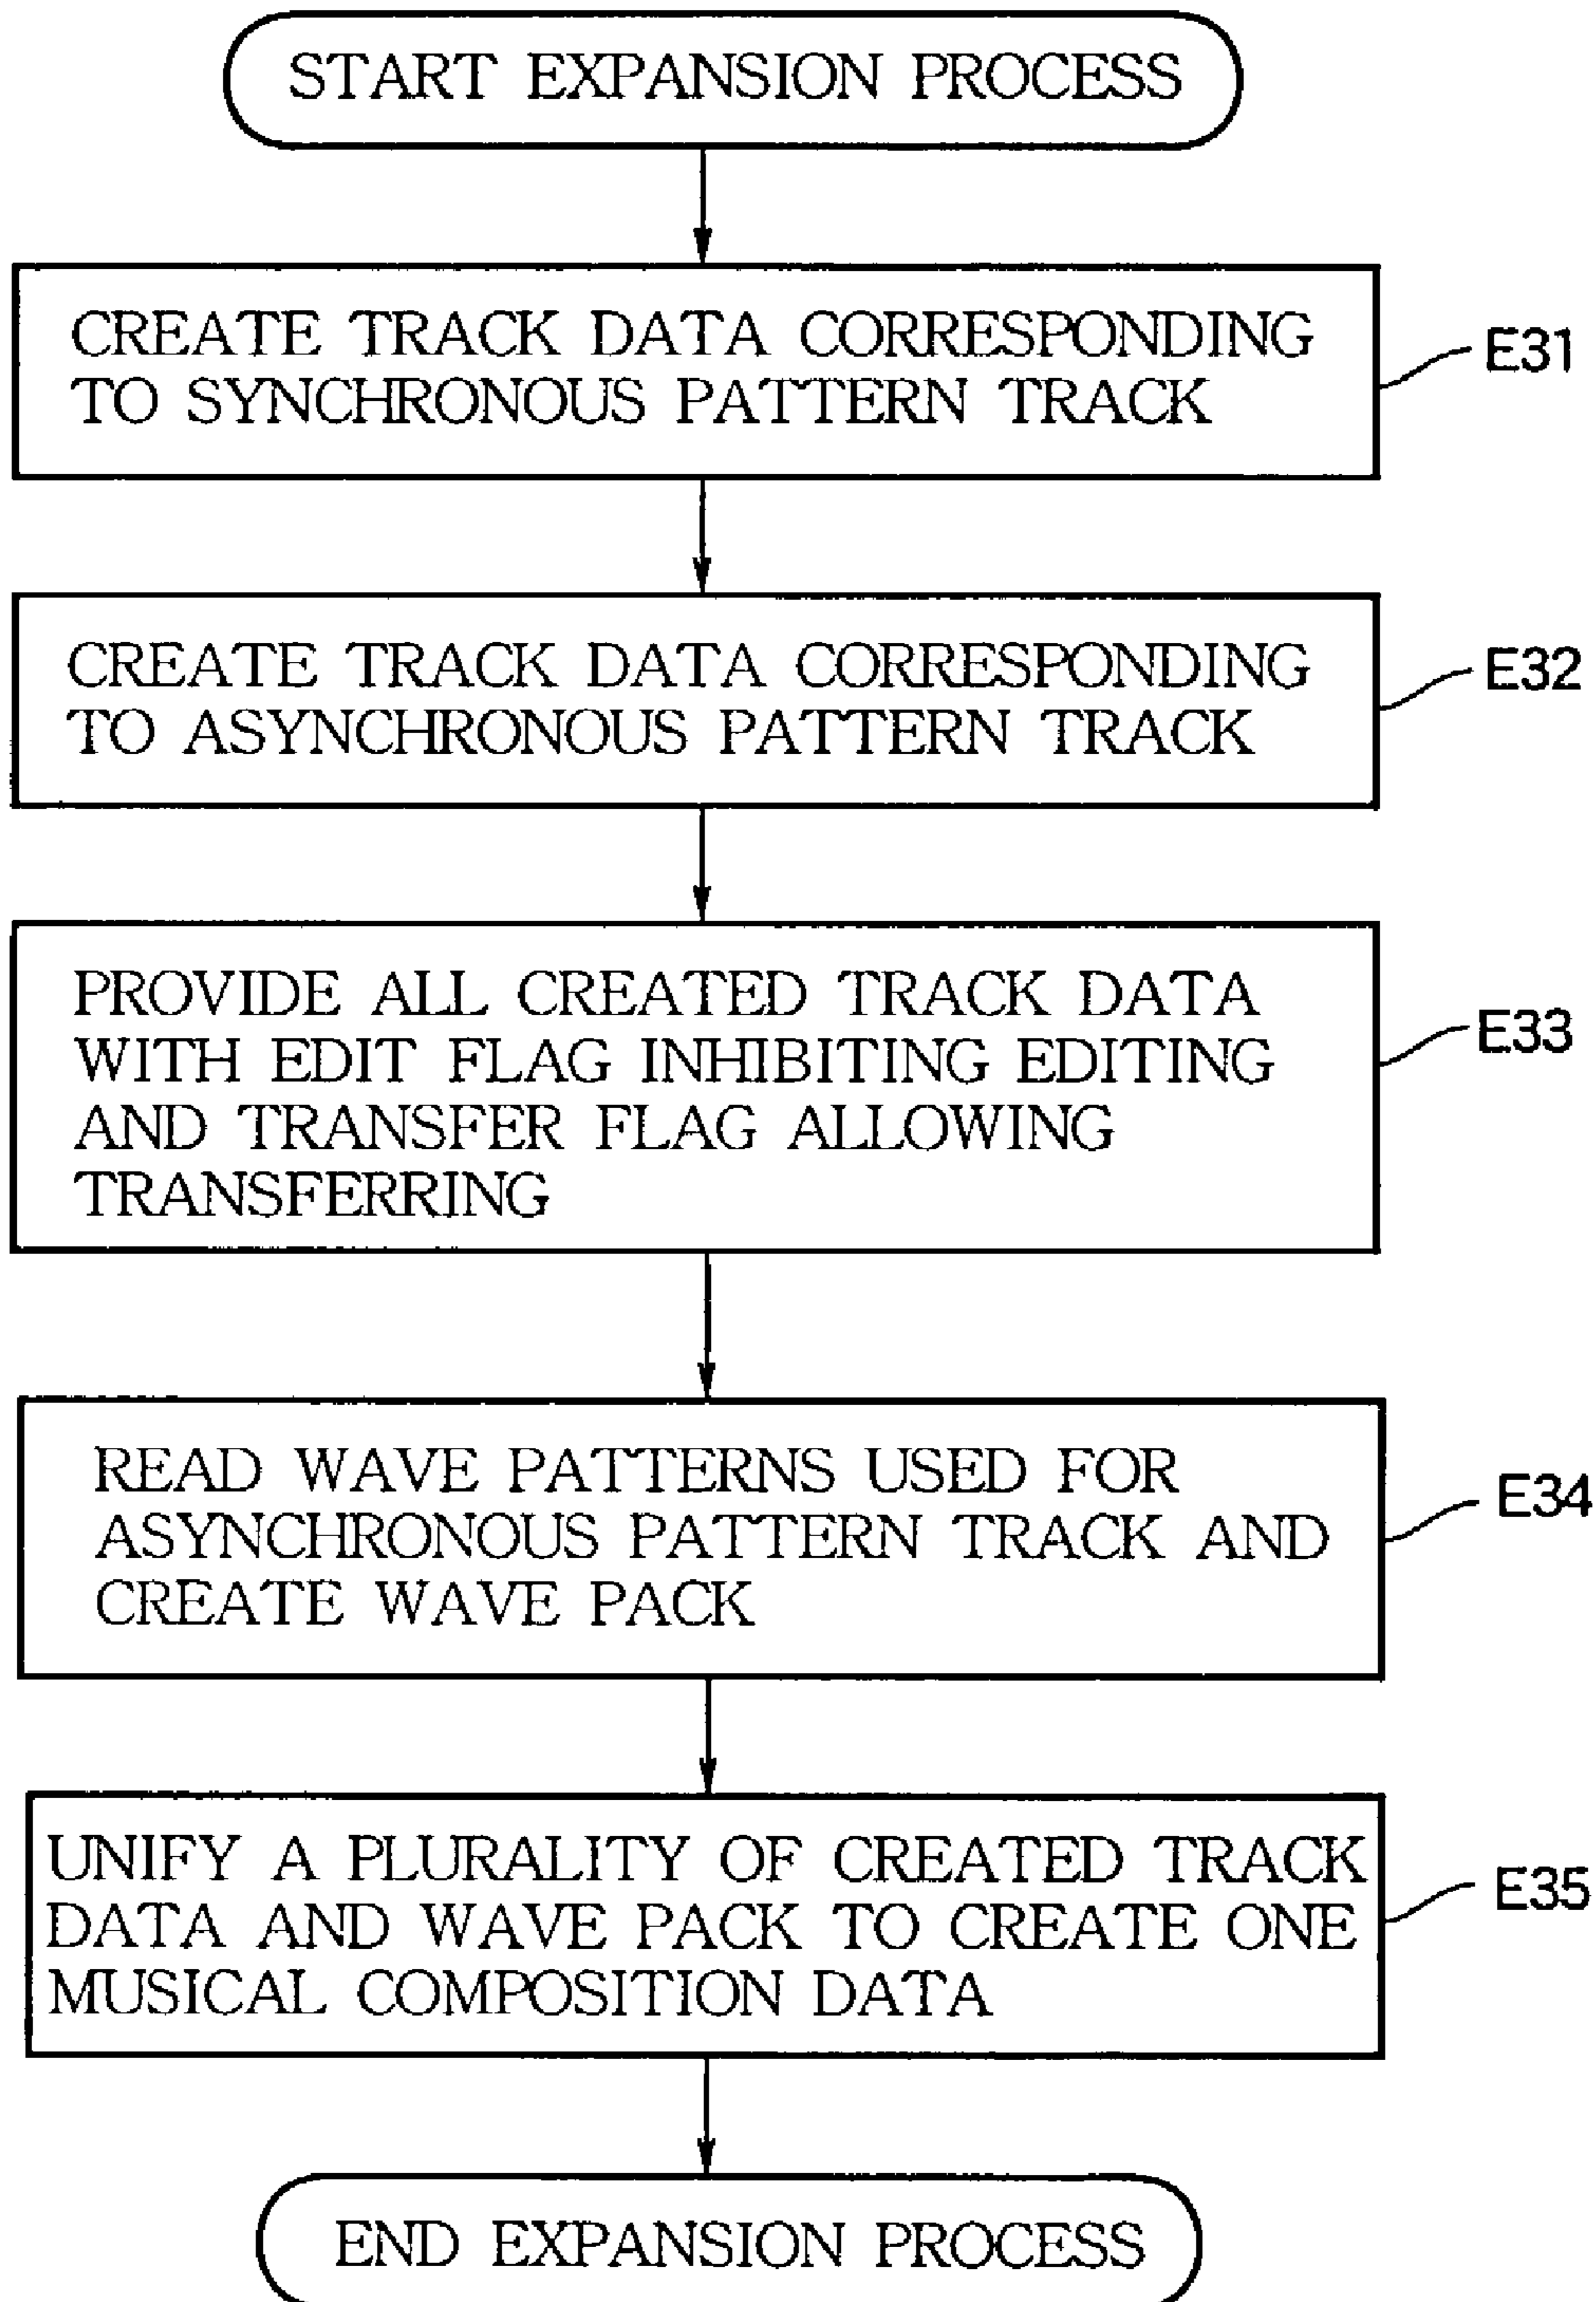 START EXPANSION PROCESS
CREATE TRACK DATA CORRESPONDING
TO SYNCHRONOUS PATTERN TRACK
E31
CREATE TRACK DATA CORRESPONDING
TO ASYNCHRONOUS PATTERN TRACK
E32
PROVIDE ALL CREATED TRACK DATA
WITH EDIT FLAG INHIBITING EDITING
AND TRANSFER FLAG ALLOWING
TRANSFERRING
E33
READ WAVE PATTERNS USED FOR
ASYNCHRONOUS PATTERN TRACK AND
CREATE WAVE PACK
E34
UNIFY A PLURALITY OF CREATED TRACK
DATA AND WAVE PACK TO CREATE ONE
MUSICAL COMPOSITION DATA
E35
END EXPANSION PROCESS